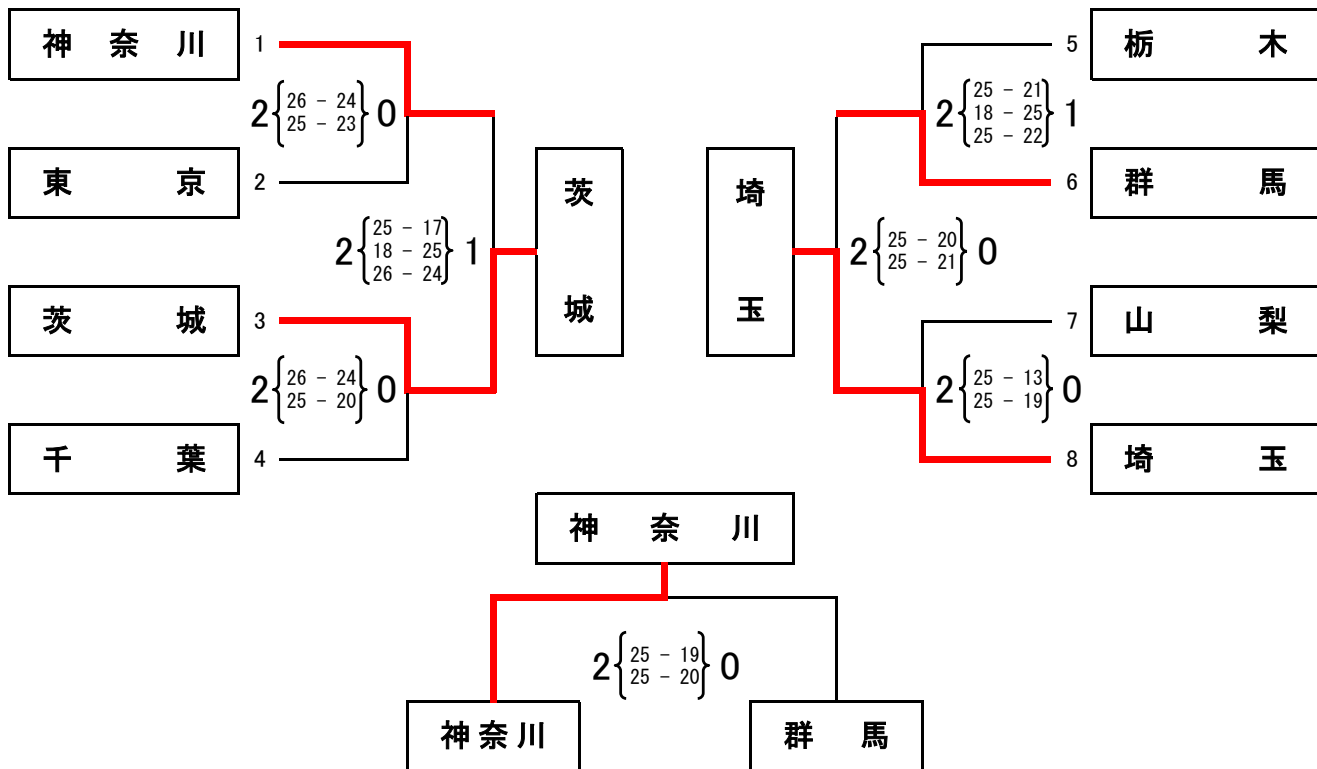 神奈川 1
2 26 - 24 0
25 - 23
東京 2
25 - 17
2 18 - 25 1
26 - 24
茨城 3
2 26 - 24 0
25 - 20
千葉 4
茨城
埼玉
5 栃木
25 - 21
2 18 - 25 1
25 - 22
6 群馬
2 25 - 20 0
25 - 21
7 山梨
2 25 - 13 0
25 - 19
8 埼玉
神奈川
2 25 - 19 0
25 - 20
神奈川
群馬